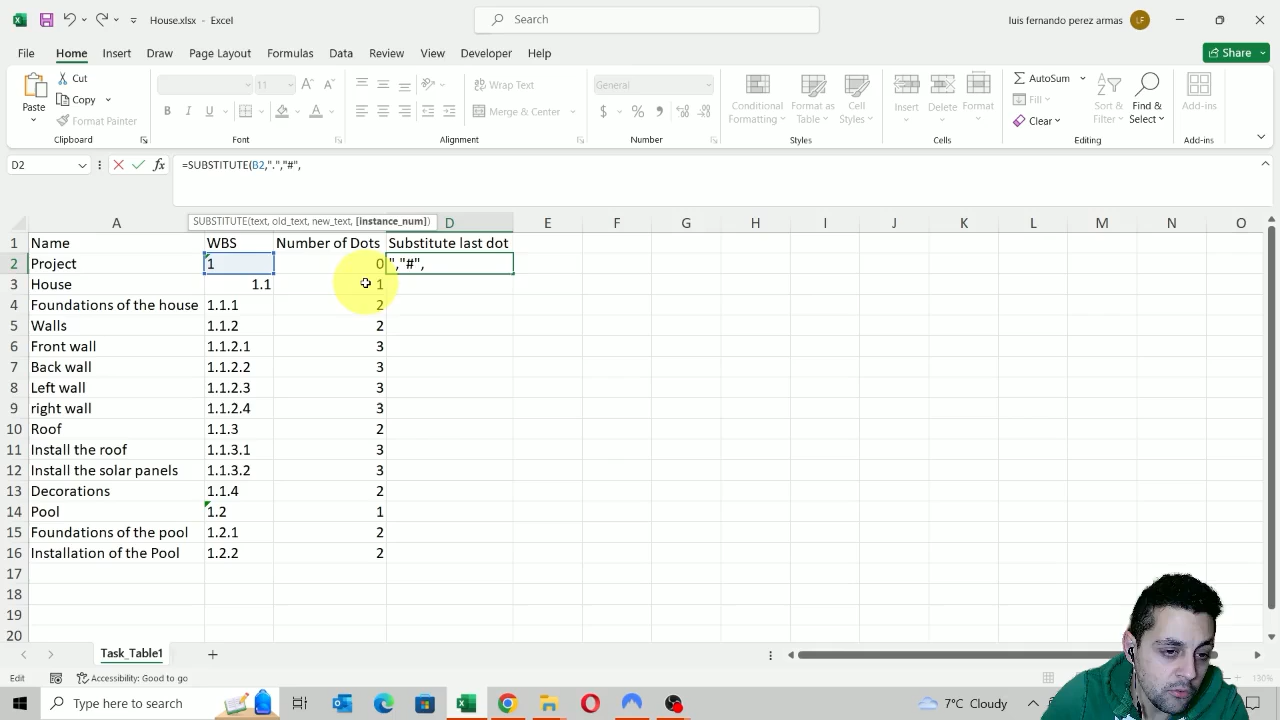 House.xlsx - Excel
Search
luis fernando perez armas
LF
File Home Insert Draw Page Layout Formulas Data Review View Developer Help
Share
Paste
Cut
Copy
Format Painter
Clipboard
11
B I U
Font
Wrap Text
Merge & Center
Alignment
General
$ % 9
Number
Conditional Formatting
Format as Table
Cell Styles
Styles
Insert
Delete
Format
Cells
AutoSum
Fill
Clear
Sort & Filter
Find & Select
Editing
Add-ins
Add-ins
D2
fx
=SUBSTITUTE(B2,".","#",
SUBSTITUTE(text, old_text, new_text, [instance_num])
A D E F G H I J K L M N O
1 Name WBS Number of Dots Substitute last dot
2 Project 1 0 ","#",
3 House 1.1 1
4 Foundations of the house 1.1.1 2
5 Walls 1.1.2 2
6 Front wall 1.1.2.1 3
7 Back wall 1.1.2.2 3
8 Left wall 1.1.2.3 3
9 right wall 1.1.2.4 3
10 Roof 1.1.3 2
11 Install the roof 1.1.3.1 3
12 Install the solar panels 1.1.3.2 3
13 Decorations 1.1.4 2
14 Pool 1.2 1
15 Foundations of the pool 1.2.1 2
16 Installation of the Pool 1.2.2 2
17
18
19
20
Task_Table1
Edit
Accessibility: Good to go
130%
Type here to search
7°C Cloudy